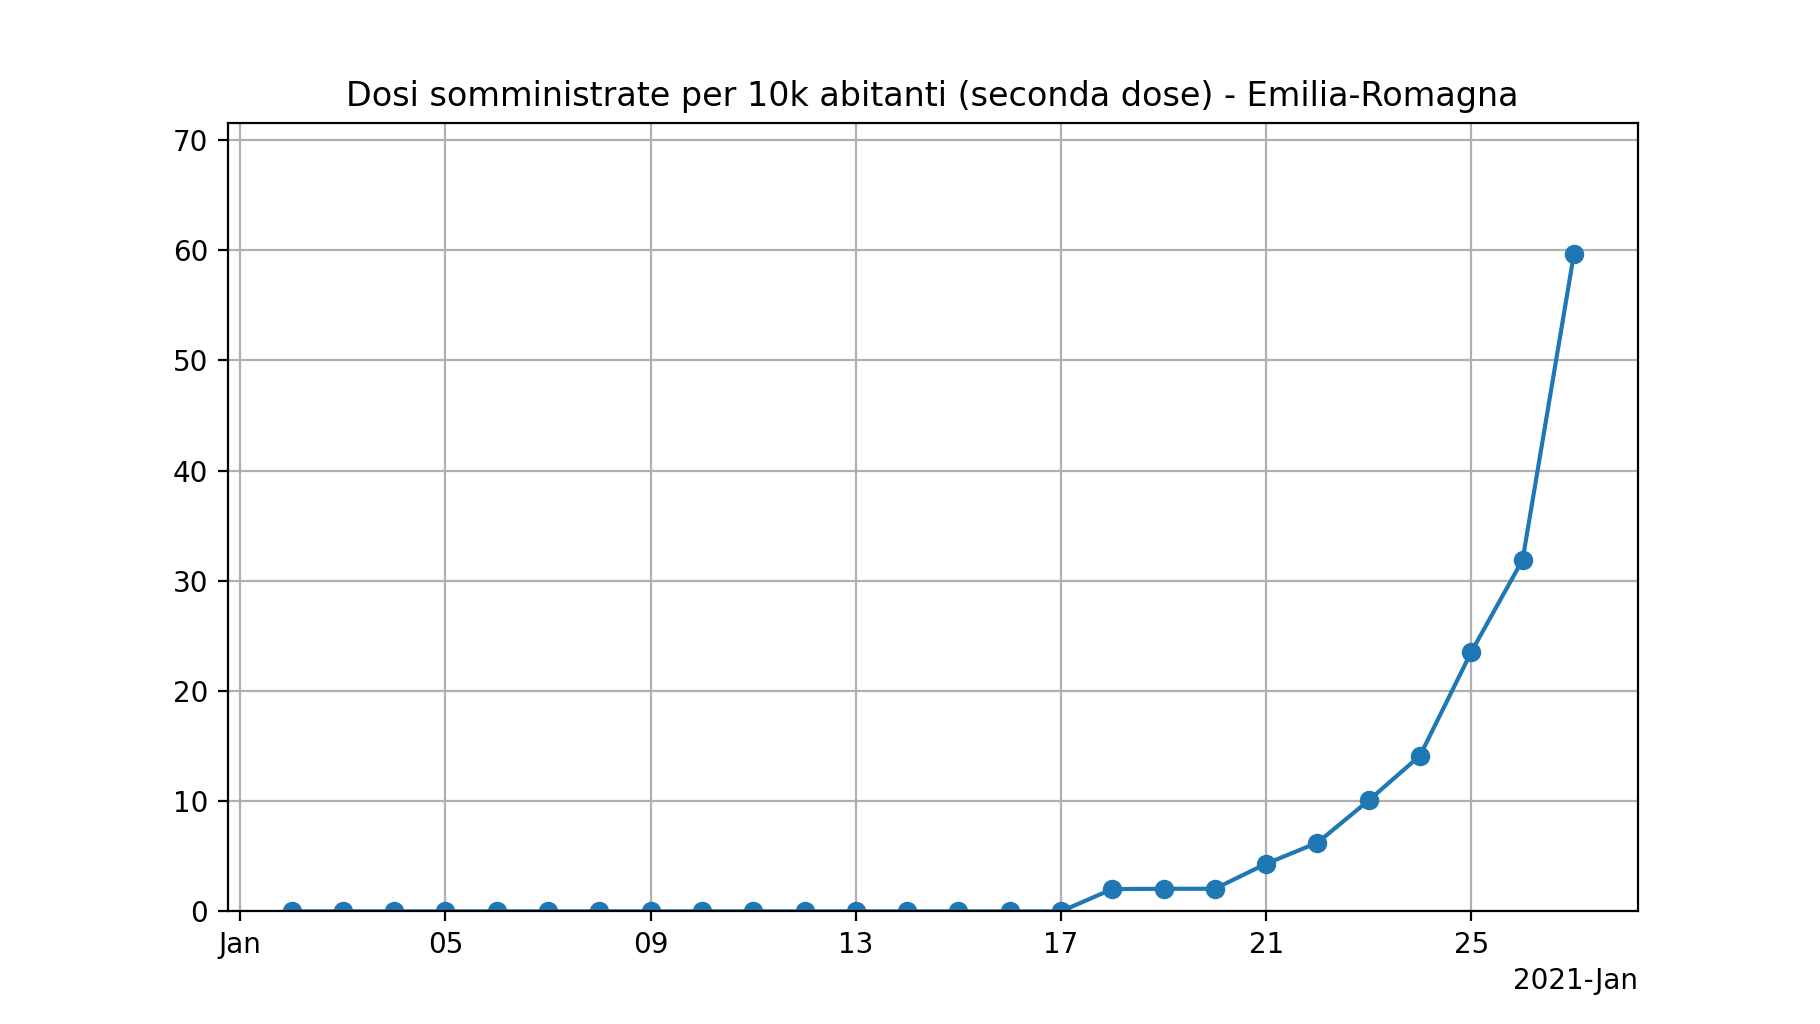 Dosi somministrate per 10k abitanti (seconda dose) - Emilia-Romagna
70
60
50
40
30
20
10
0
Jan 05 09 13 17 21 25
2021-Jan